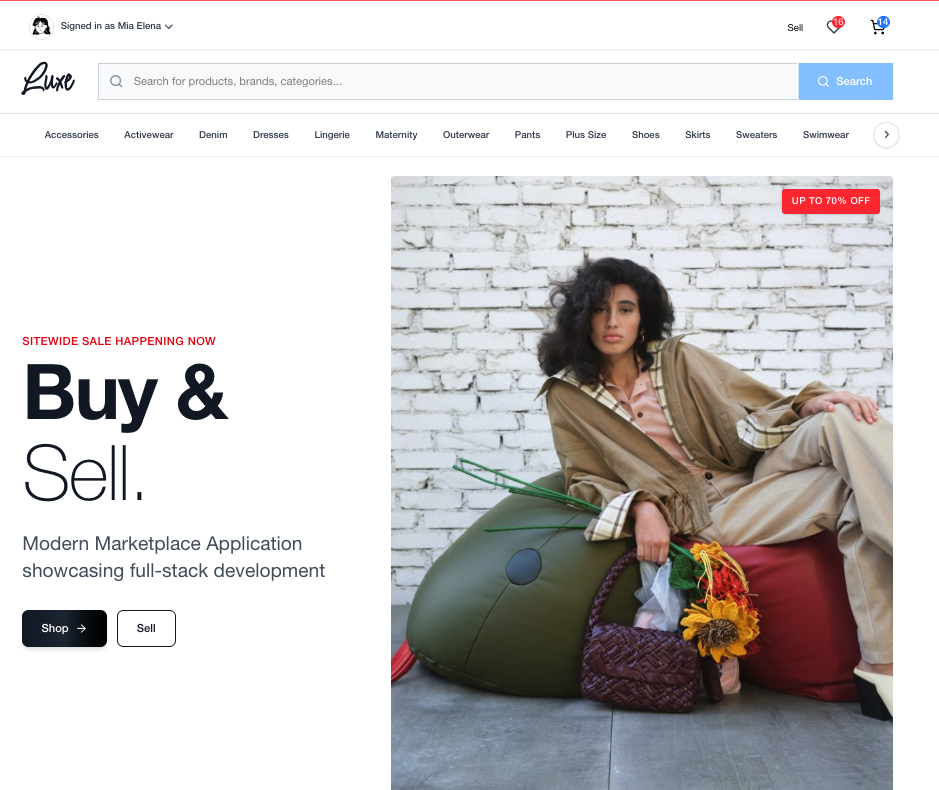 Signed in as Mia Elena
Sell
16
14
Luxe
Search for products, brands, categories...
Search
Accessories
Activewear
Denim
Dresses
Lingerie
Maternity
Outerwear
Pants
Plus Size
Shoes
Skirts
Sweaters
Swimwear
UP TO 70% OFF
SITEWIDE SALE HAPPENING NOW
Buy &
Sell.
Modern Marketplace Application
showcasing full-stack development
Shop
Sell